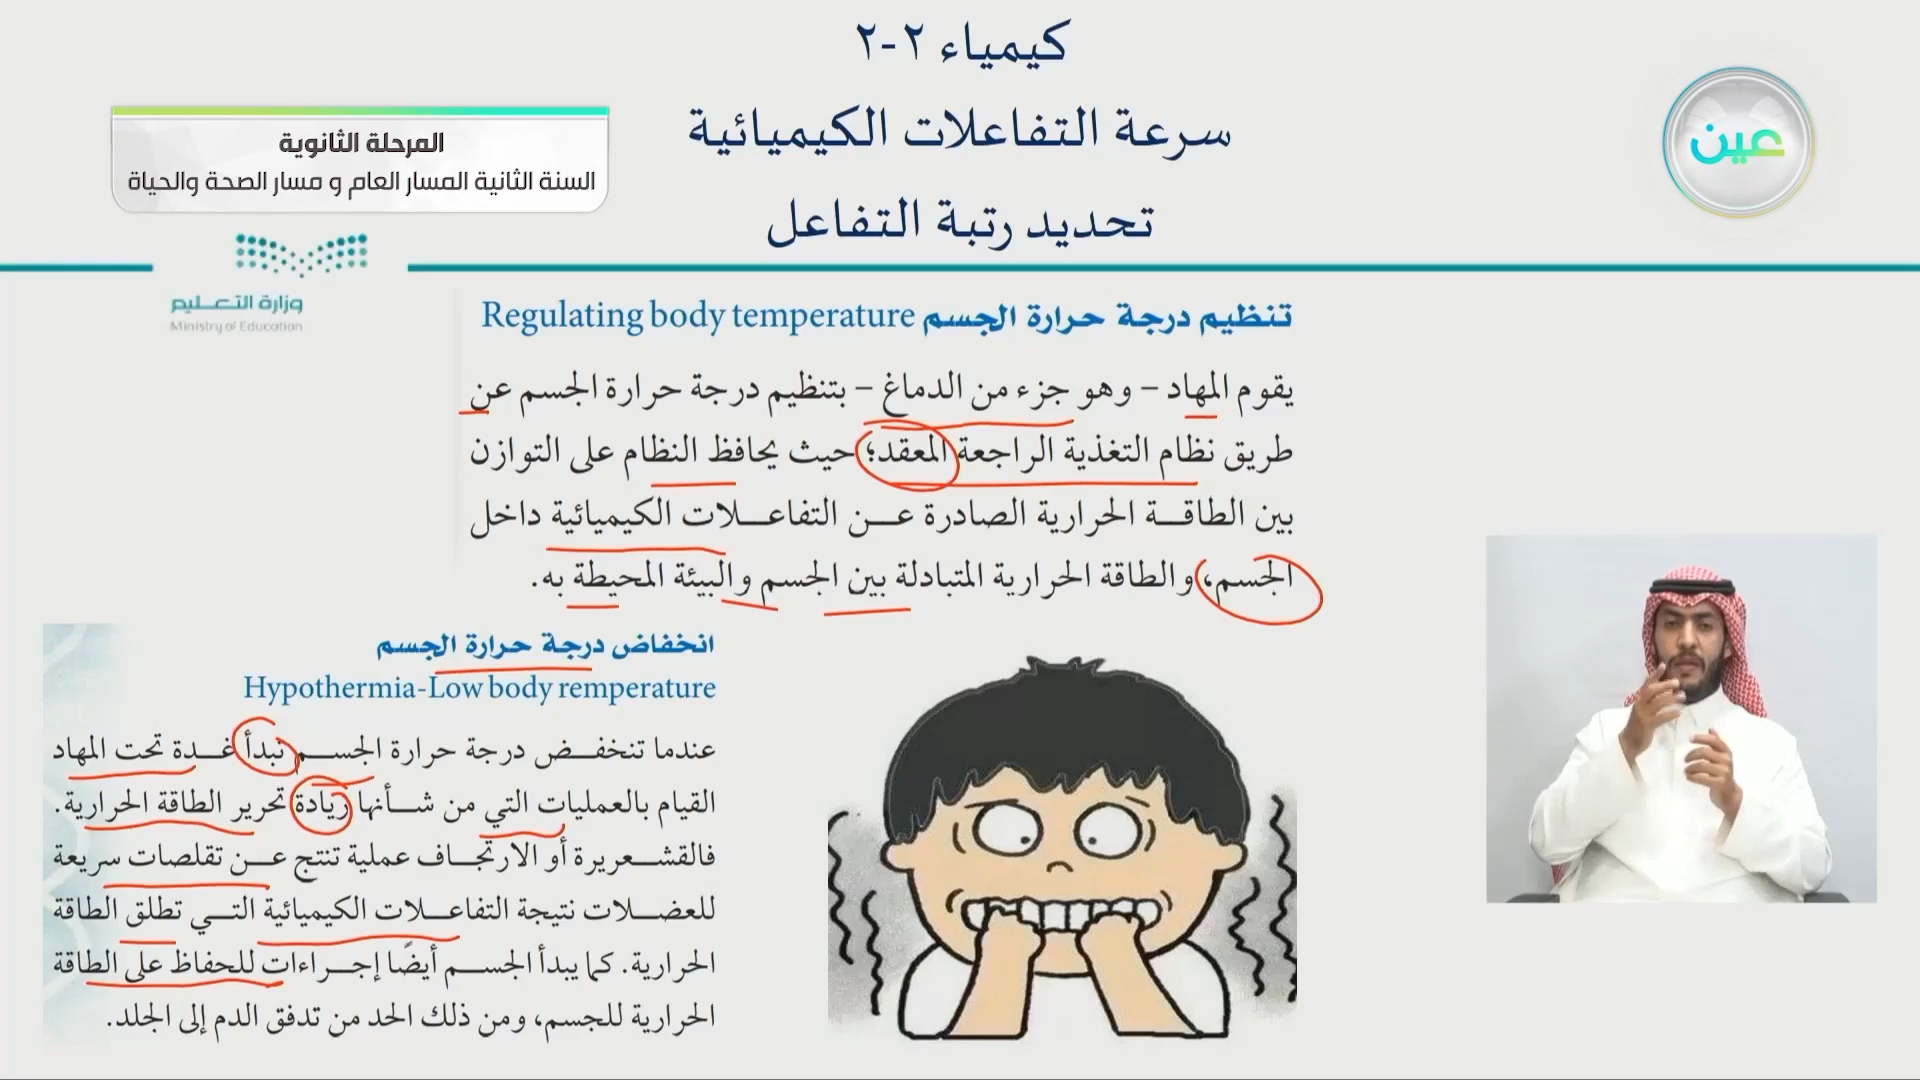 كيمياء ٢-٢
سرعة التفاعلات الكيميائية
تحديد رتبة التفاعل
عين
المرحلة الثانوية
السنة الثانية المسار العام و مسار الصحة والحياة
وزارة التعليم
Ministry of Education
تنظيم درجة حرارة الجسم Regulating body temperature
يقوم المهاد – وهو جزء من الدماغ – بتنظيم درجة حرارة الجسم عن
طريق نظام التغذية الراجعة المعقد؛ حيث يحافظ النظام على التوازن
بين الطاقة الحرارية الصادرة عن التفاعلات الكيميائية داخل
الجسم، والطاقة الحرارية المتبادلة بين الجسم والبيئة المحيطة به.
انخفاض درجة حرارة الجسم
Hypothermia-Low body remperature
عندما تنخفض درجة حرارة الجسم تبدأ غدة تحت المهاد
القيام بالعمليات التي من شأنها زيادة تحرير الطاقة الحرارية.
فالقشعريرة أو الارتجاف عملية تنتج عن تقلصات سريعة
للعضلات نتيجة التفاعلات الكيميائية التي تطلق الطاقة
الحرارية. كما يبدأ الجسم أيضًا إجراءات للحفاظ على الطاقة
الحرارية للجسم، ومن ذلك الحد من تدفق الدم إلى الجلد.